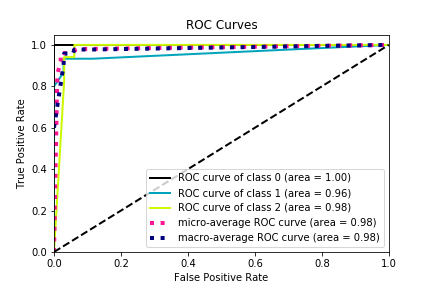 ROC Curves
True Positive Rate
1.0
0.8
0.6
0.4
0.2
0.0
ROC curve of class 0 (area = 1.00)
ROC curve of class 1 (area = 0.96)
ROC curve of class 2 (area = 0.98)
micro-average ROC curve (area = 0.98)
macro-average ROC curve (area = 0.98)
0.0 0.2 0.4 0.6 0.8 1.0
False Positive Rate